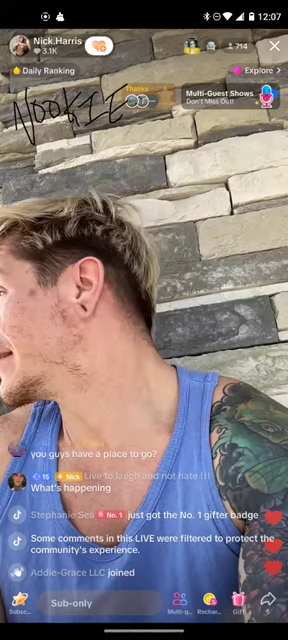 12:07
Nick.Harris
3.1K
714
Daily Ranking
Explore >
Thanks
NOOKIE
Multi-Guest Shows
Don't Miss Out!
you guys have a place to go?
15 Nick Live to laugh and not hate !!!
What's happening
Stephanie Sea No. 1 just got the No. 1 gifter badge
Some comments in this LIVE were filtered to protect the
community's experience.
Addie-Grace LLC joined
Sub-only
Subsc...
Multi-g...
Rechar...
Gift
5